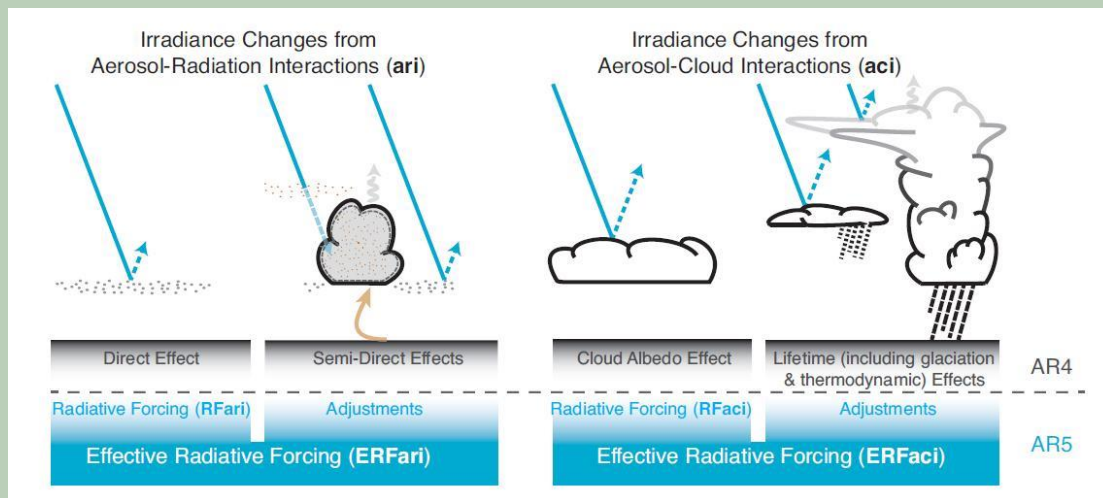 Irradiance Changes from
Aerosol-Radiation Interactions (ari)
Irradiance Changes from
Aerosol-Cloud Interactions (aci)
Direct Effect
Semi-Direct Effects
Cloud Albedo Effect
Lifetime (including glaciation
& thermodynamic) Effects
AR4
Radiative Forcing (RFari)
Adjustments
Radiative Forcing (RFaci)
Adjustments
AR5
Effective Radiative Forcing (ERFari)
Effective Radiative Forcing (ERFaci)